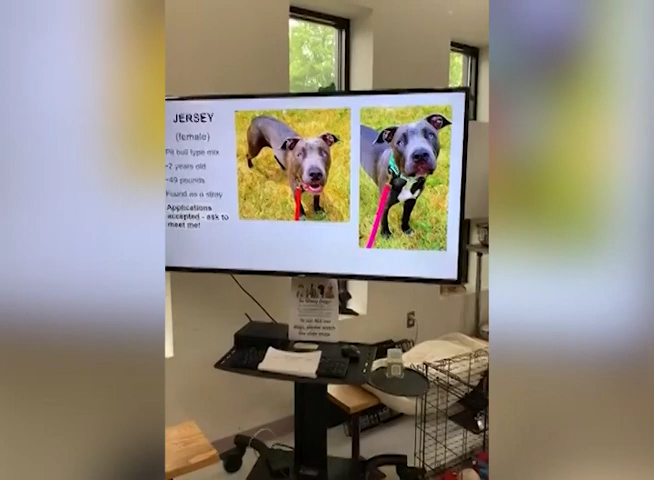 JERSEY
(female)
Pit bull type mix
~2 years old
~49 pounds
Found as a stray
Applications
accepted - ask to
meet me!